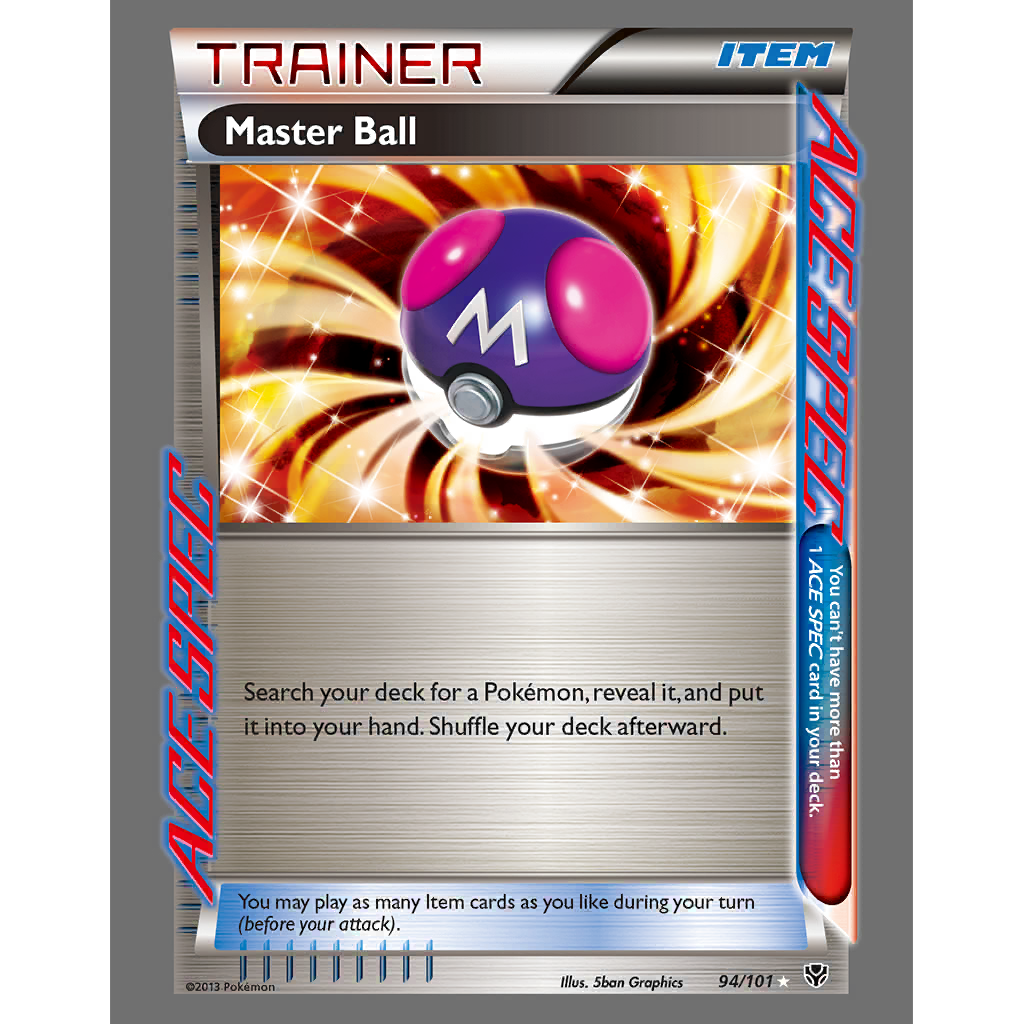 TRAINER
ITEM
Master Ball
M
ACE SPEC
ACE SPEC
You can't have more than
1 ACE SPEC card in your deck.
Search your deck for a Pokémon, reveal it, and put
it into your hand. Shuffle your deck afterward.
You may play as many Item cards as you like during your turn
(before your attack).
©2013 Pokémon
Illus. 5ban Graphics
94/101